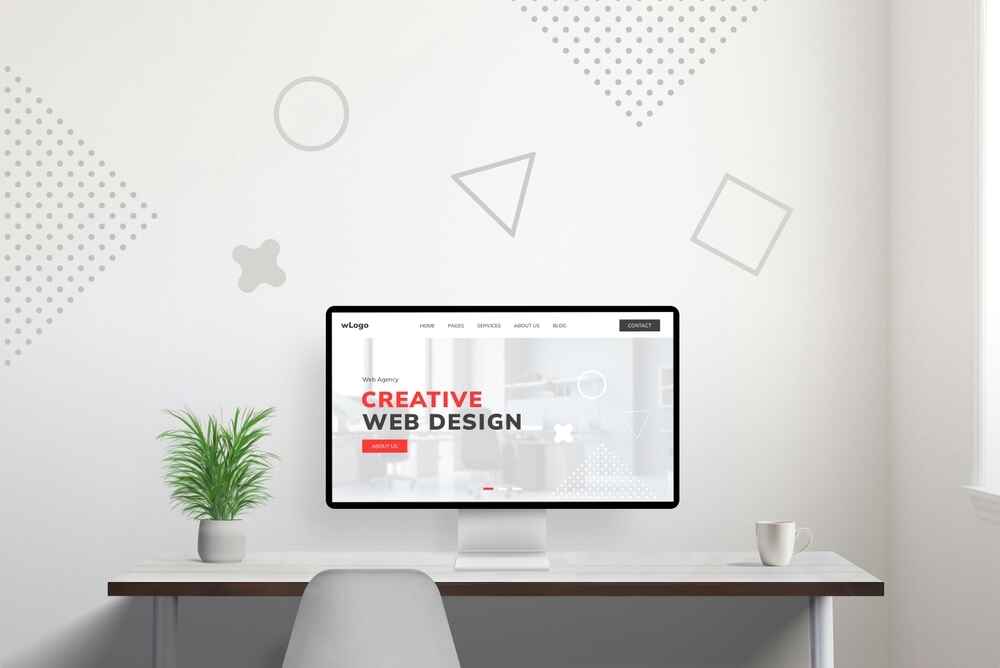 wLogo
HOME PAGES SERVICES ABOUT US BLOG CONTACT
Web Agency
CREATIVE
WEB DESIGN
ABOUT US